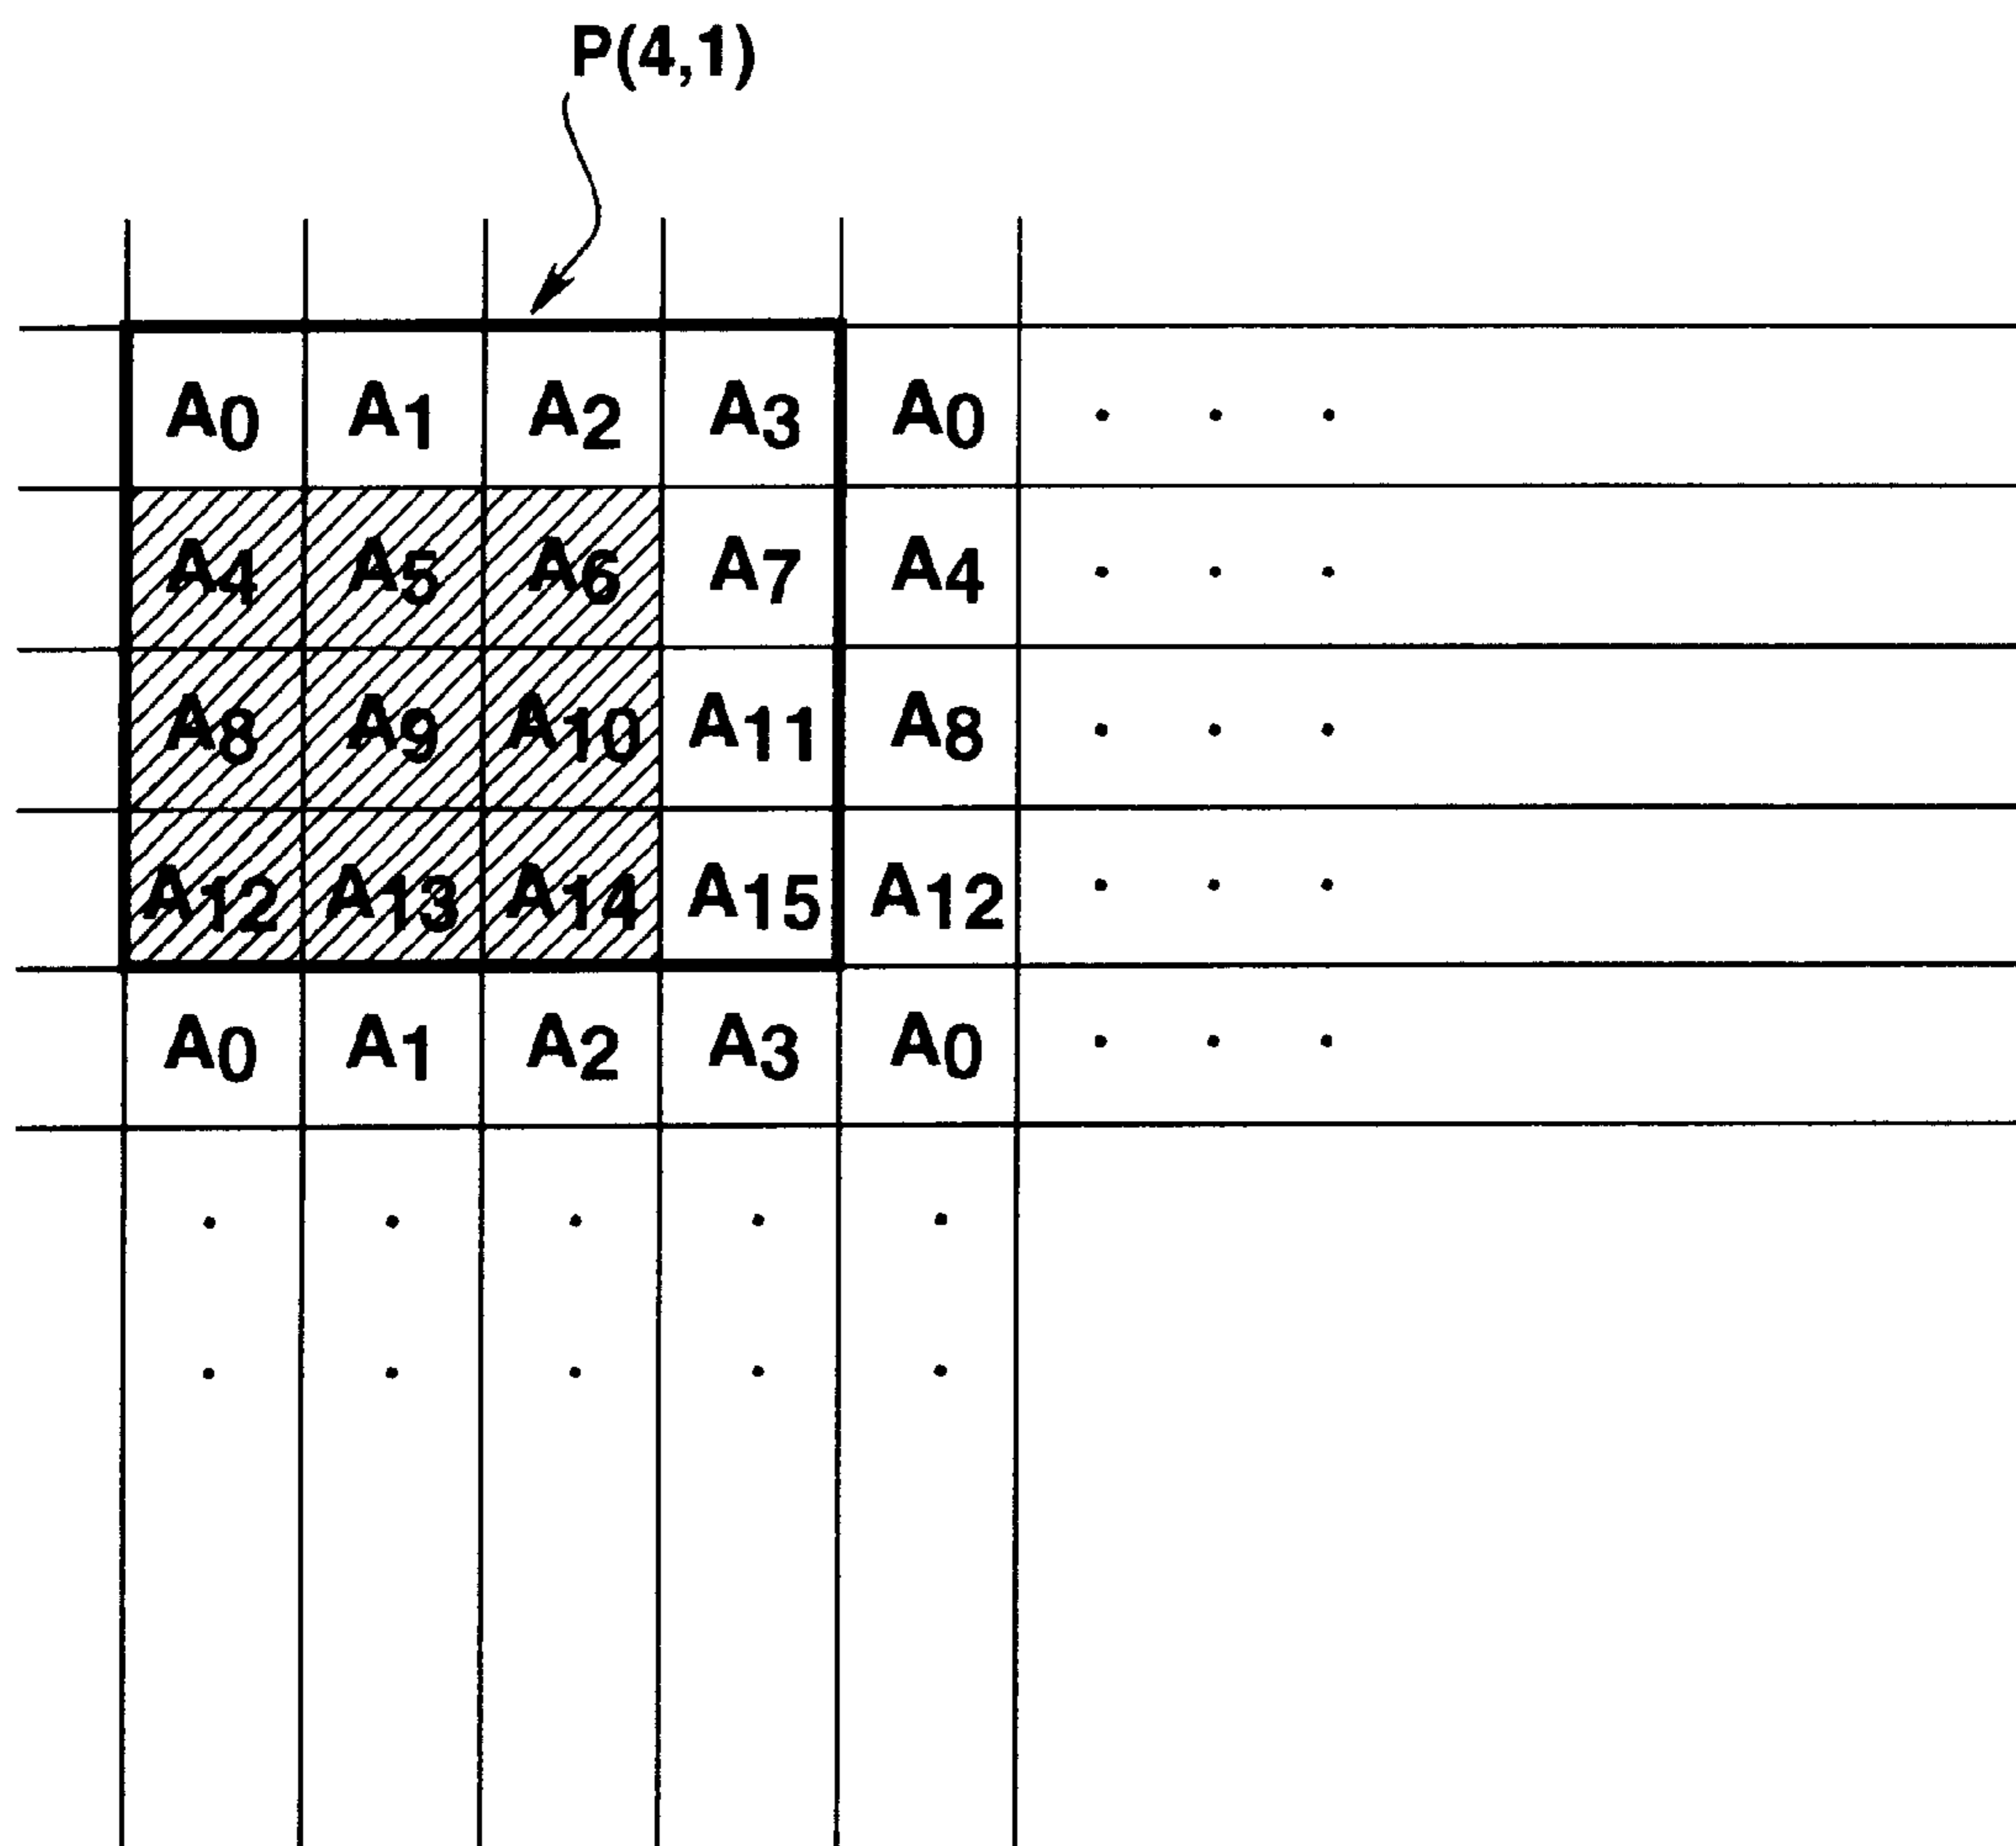 P(4,1)
A0 A1 A2 A3 A0 . . .
A4 A5 A6 A7 A4 . . .
A8 A9 A10 A11 A8 . . .
A12 A13 A14 A15 A12 . . .
A0 A1 A2 A3 A0 . . .
. . . . .
. . . . .